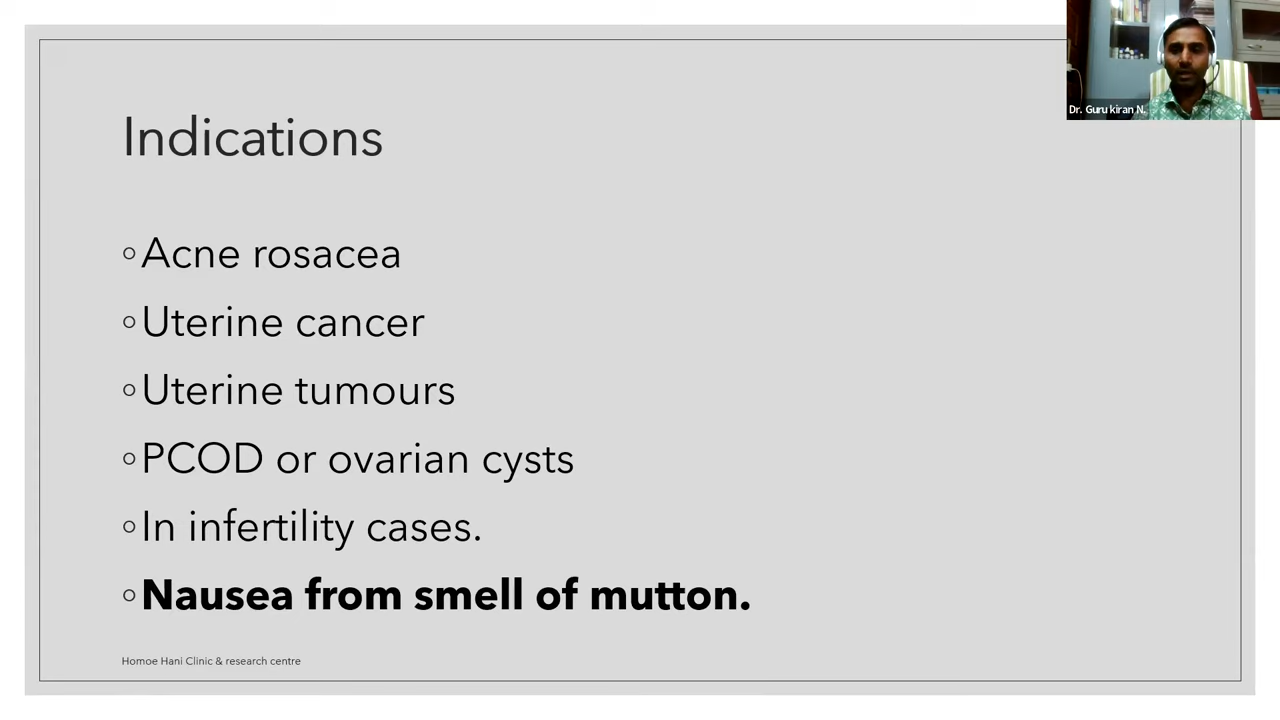 Dr. Guru kiran N.
Indications
◦Acne rosacea
◦Uterine cancer
◦Uterine tumours
◦PCOD or ovarian cysts
◦In infertility cases.
◦Nausea from smell of mutton.
Homoe Hani Clinic & research centre